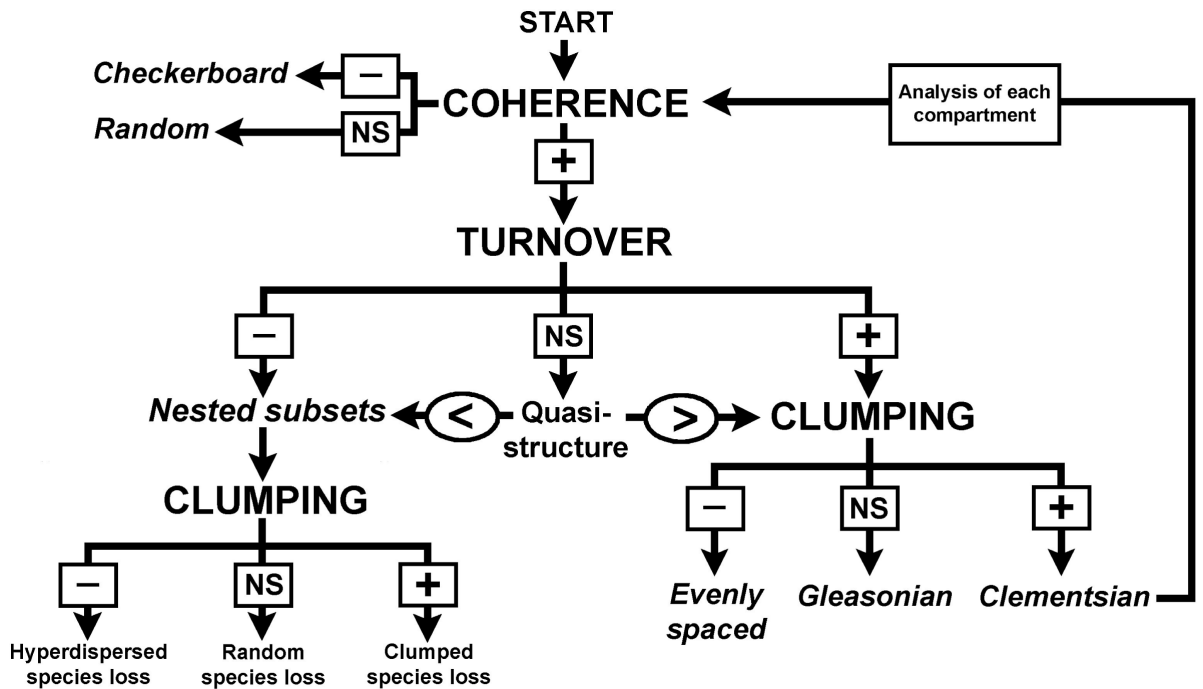 START
Checkerboard
−
COHERENCE
Analysis of each
compartment
Random
NS
+
TURNOVER
−
NS
+
Nested subsets
<
Quasi-
structure
>
CLUMPING
CLUMPING
−
NS
+
−
NS
+
Evenly
spaced
Gleasonian
Clementsian
Hyperdispersed
species loss
Random
species loss
Clumped
species loss